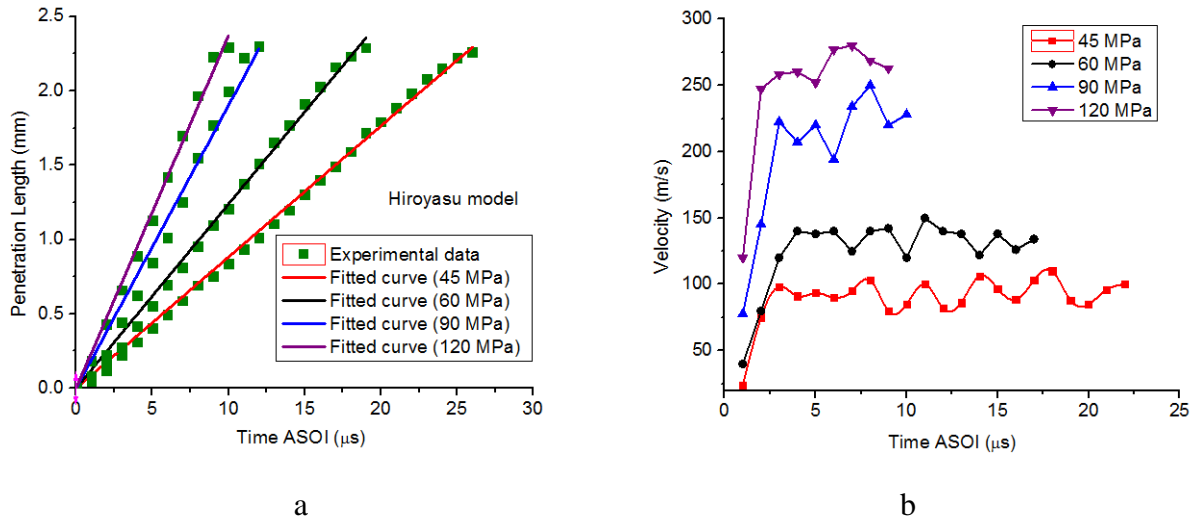 2.5
2.0
1.5
1.0
0.5
0.0
0
5
10
15
20
25
30
Penetration Length (mm)
Time ASOI (μs)
Hiroyasu model
Experimental data
Fitted curve (45 MPa)
Fitted curve (60 MPa)
Fitted curve (90 MPa)
Fitted curve (120 MPa)
a
300
250
200
150
100
50
0
5
10
15
20
25
Velocity (m/s)
Time ASOI (μs)
45 MPa
60 MPa
90 MPa
120 MPa
b